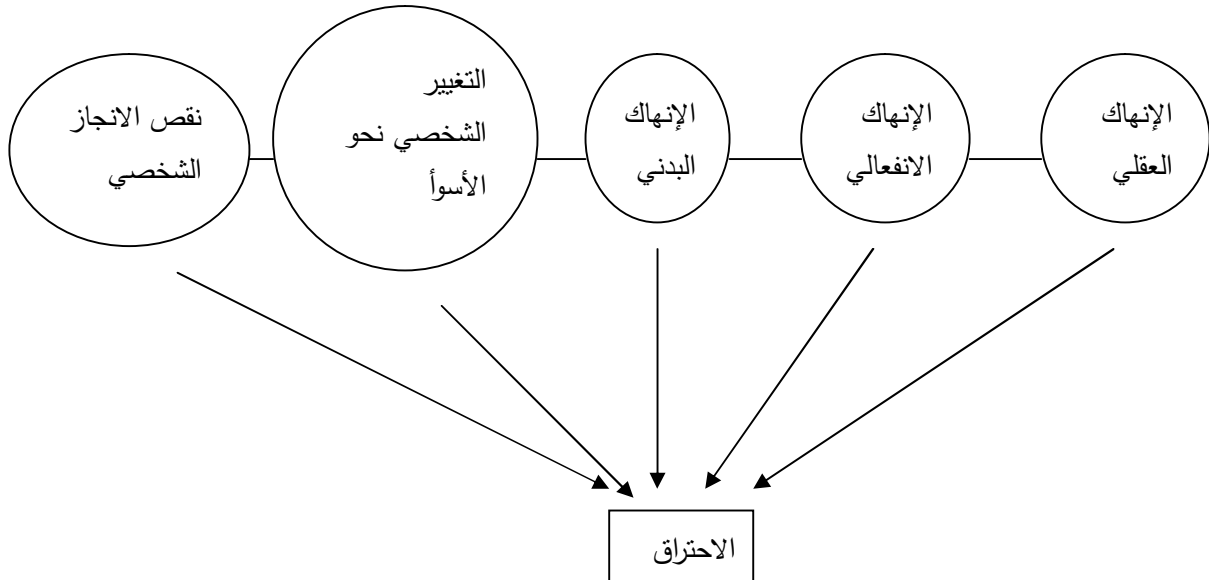 الإنهاك
العقلي
الإنهاك
الانفعالي
الإنهاك
البدني
التغيير
الشخصي نحو
الأسوأ
نقص الانجاز
الشخصي
الاحتراق